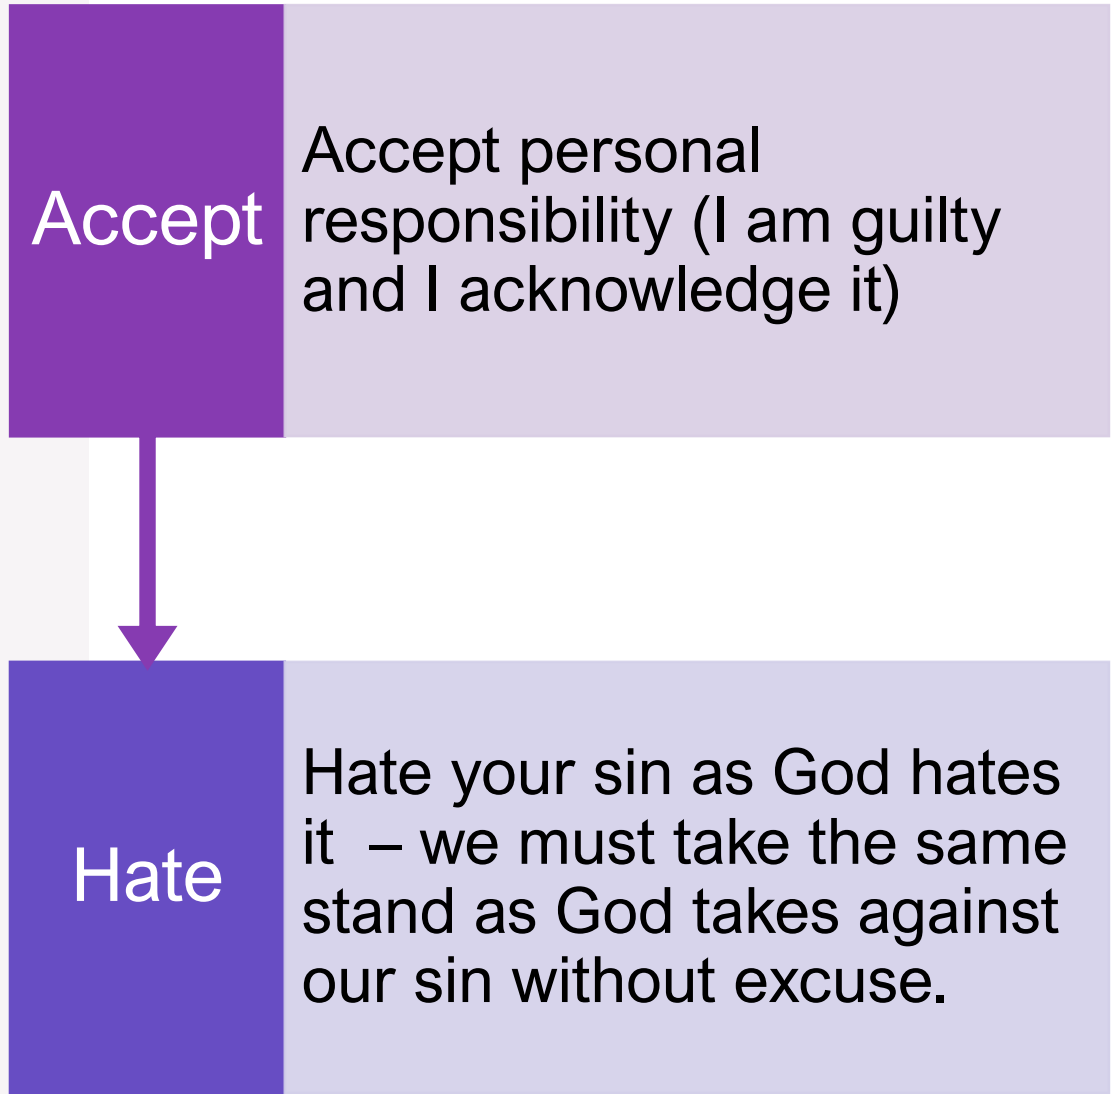 Accept
Accept personal
responsibility (I am guilty
and I acknowledge it)
Hate
Hate your sin as God hates
it – we must take the same
stand as God takes against
our sin without excuse.